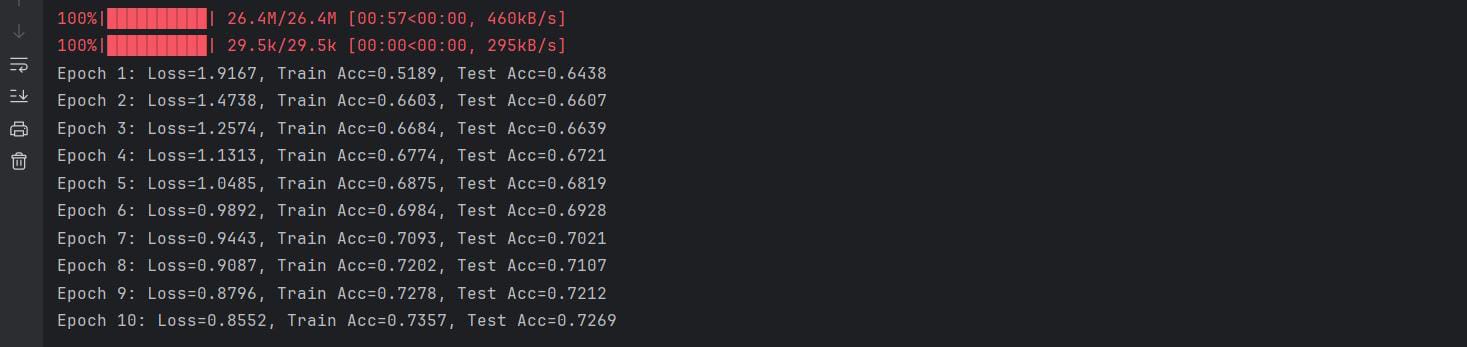 100%|██████████| 26.4M/26.4M [00:57<00:00, 460kB/s]
100%|██████████| 29.5k/29.5k [00:00<00:00, 295kB/s]
Epoch 1: Loss=1.9167, Train Acc=0.5189, Test Acc=0.6438
Epoch 2: Loss=1.4738, Train Acc=0.6603, Test Acc=0.6607
Epoch 3: Loss=1.2574, Train Acc=0.6684, Test Acc=0.6639
Epoch 4: Loss=1.1313, Train Acc=0.6774, Test Acc=0.6721
Epoch 5: Loss=1.0485, Train Acc=0.6875, Test Acc=0.6819
Epoch 6: Loss=0.9892, Train Acc=0.6984, Test Acc=0.6928
Epoch 7: Loss=0.9443, Train Acc=0.7093, Test Acc=0.7021
Epoch 8: Loss=0.9087, Train Acc=0.7202, Test Acc=0.7107
Epoch 9: Loss=0.8796, Train Acc=0.7278, Test Acc=0.7212
Epoch 10: Loss=0.8552, Train Acc=0.7357, Test Acc=0.7269